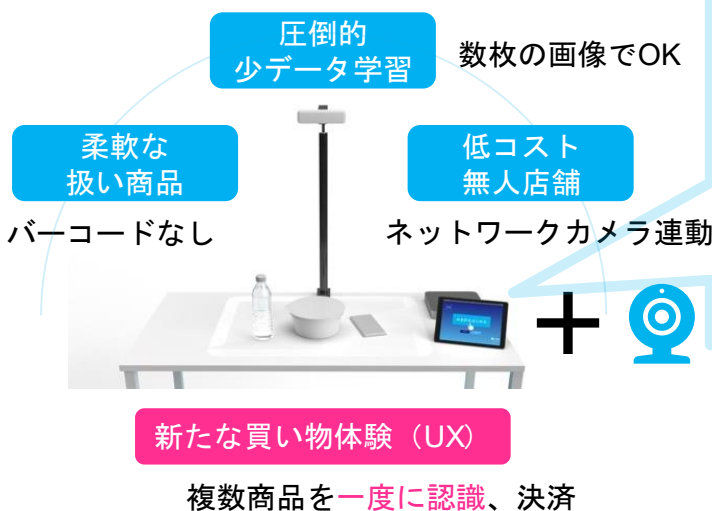 圧倒的
少データ学習
数枚の画像でOK
柔軟な
扱い商品
低コスト
無人店舗
バーコードなし
ネットワークカメラ連動
+
新たな買い物体験（UX）
複数商品を一度に認識、決済